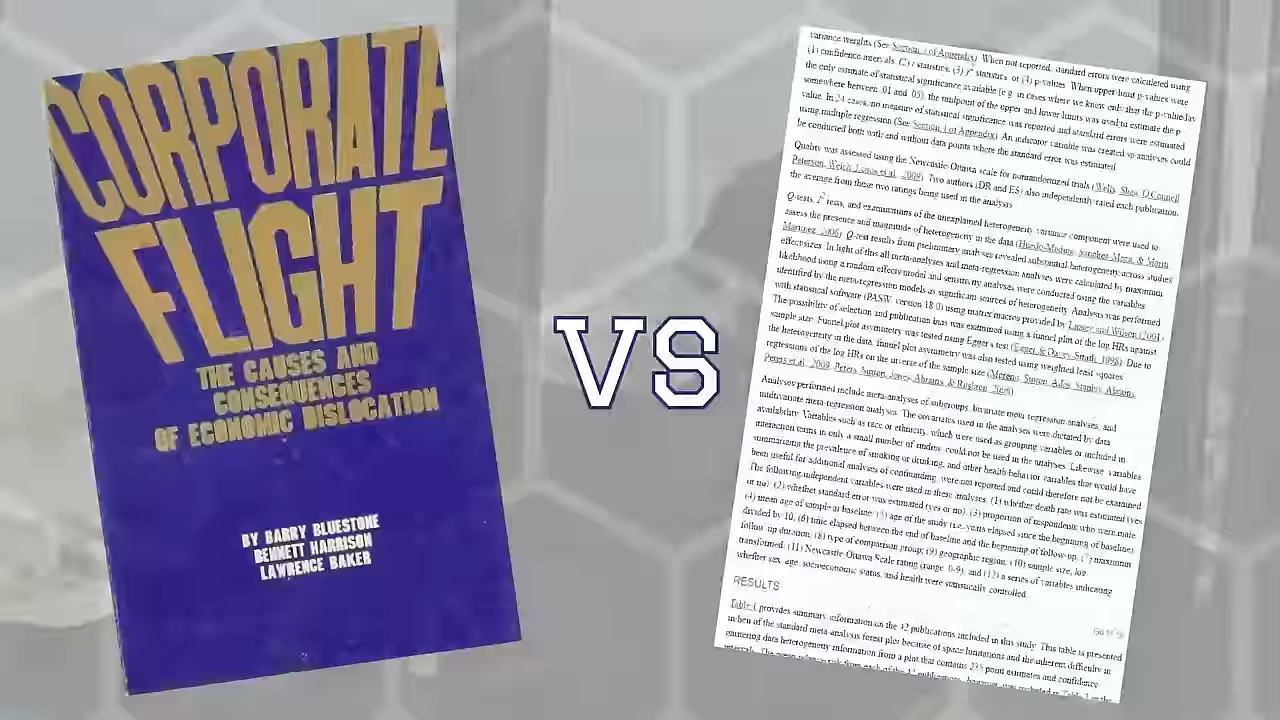 CORPORATE
FLIGHT
THE CAUSES AND
CONSEQUENCES
OF ECONOMIC DISLOCATION
BY BARRY BLUESTONE
BENNETT HARRISON
LAWRENCE BAKER
VS
variance weights (See Section 1 of Appendix). When not reported, standard errors were calculated using
(1) confidence intervals, (2) t statistics, (3) χ² statistics, or (4) p-values. When upper-limit p-values were
the only estimate of statistical significance available (e.g. in cases where we knew only that the p-value lay
somewhere between .01 and .05), the midpoint of the upper and lower limits was used to estimate the p-
value. In 24 cases, no measure of statistical significance was reported and standard errors were estimated
using multiple regression (See Section 1 of Appendix). An indicator variable was created so analyses could
be conducted both with and without data points where the standard error was estimated
Quality was assessed using the Newcastle-Ottawa scale for nonrandomized trials (Wells, Shea, O'Connell
Peterson, Welch, Losos et al., 2009). Two authors (DR and ES) also independently rated each publication,
the average from these two ratings being used in the analysis
Q-tests, I² tests, and examinations of the unexplained heterogeneity variance component were used to
assess the presence and magnitude of heterogeneity in the data (Huedo-Medina, Sanchez-Meca, & Marin
Martinez, 2006). Q-test results from preliminary analyses revealed substantial heterogeneity across studies
effect sizes. In light of this all meta-analyses and meta-regression analyses were calculated by maximum
likelihood using a random effects model and sensitivity analyses were conducted using the variables
identified by the meta-regression models as significant sources of heterogeneity. Analysis was performed
with statistical software (PASW version 18.0) using matrix macros provided by Lipsey and Wilson (2001)
The possibility of selection and publication bias was examined using a funnel plot of the log HRs against
sample size. Funnel plot asymmetry was tested using Egger's test (Egger & Davey-Smith, 1998). Due to
the heterogeneity in the data, funnel plot asymmetry was also tested using weighted least squares
regressions of the log HRs on the inverse of the sample size (Moreno, Sutton, Ades, Stanley, Abrams,
Peters et al., 2009, Peters, Sutton, Jones, Abrams, & Rushton, 2006)
Analyses performed include meta-analyses of subgroups, bivariate meta-regression analyses, and
multivariate meta-regression analyses. The covariates used in the analyses were dictated by data
availability. Variables such as race or ethnicity, which were used as grouping variables or included in
interaction terms in only a small number of studies, could not be used in the analyses. Likewise, variables
summarizing the prevalence of smoking or drinking, and other health behavior variables that would have
been useful for additional analyses of confounding, were not reported and could therefore not be examined
The following independent variables were used in these analyses: (1) whether death rate was estimated (yes
or no), (2) whether standard error was estimated (yes or no), (3) proportion of respondents who were male
(4) mean age of sample at baseline, (5) age of the study (i.e. years elapsed since the beginning of baseline),
divided by 10, (6) time elapsed between the end of baseline and the beginning of follow-up, (7) maximum
follow-up duration, (8) type of comparison group, (9) geographic region, (10) sample size, log
transformed, (11) Newcastle-Ottawa Scale rating (range 0-9), and (12) a series of variables indicating
whether sex, age, socioeconomic status, and health were statistically controlled.
RESULTS
Go to
Table 1 provides summary information on the 42 publications included in this study. This table is presented
in lieu of the standard meta-analysis forest plot because of space limitations and the inherent difficulty in
garnering data heterogeneity information from a plot that contains 235 point estimates and confidence